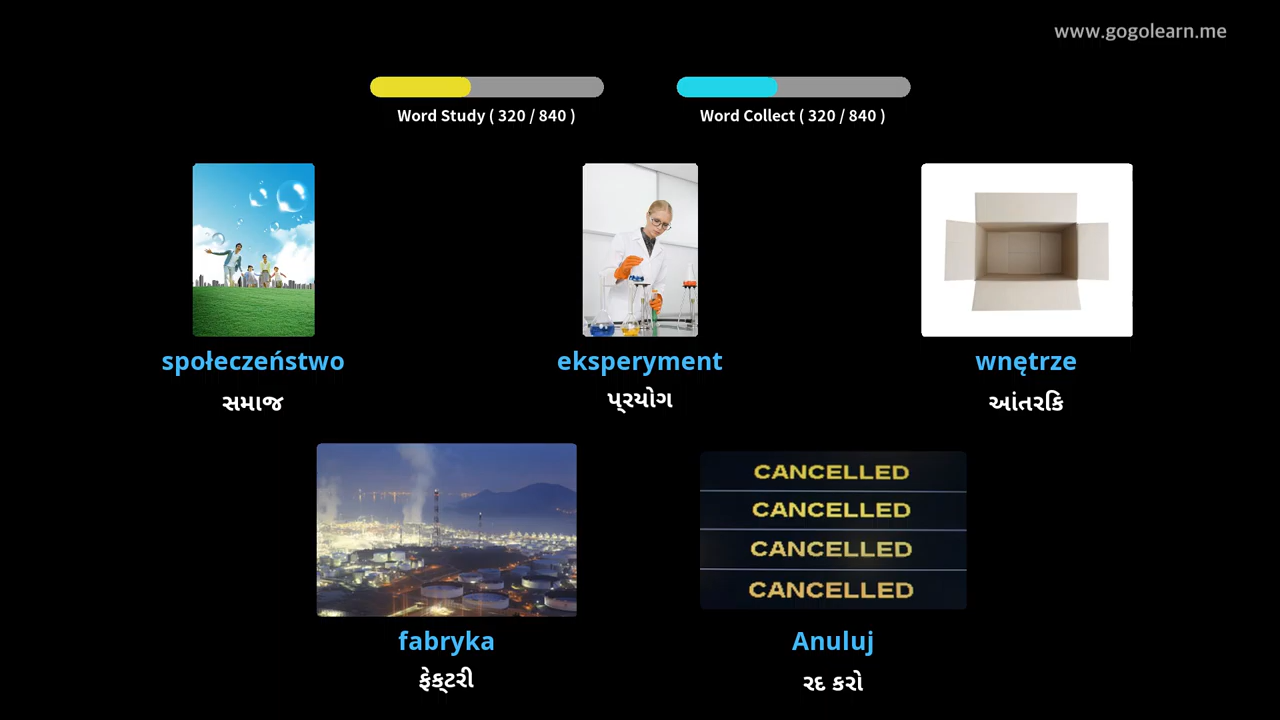 www.gogolearn.me
Word Study ( 320 / 840 )
Word Collect ( 320 / 840 )
społeczeństwo
eksperyment
wnętrze
સમાજ
પ્રયોગ
આંતરિક
CANCELLED
CANCELLED
CANCELLED
CANCELLED
fabryka
Anuluj
ફેક્ટરી
રદ કરો